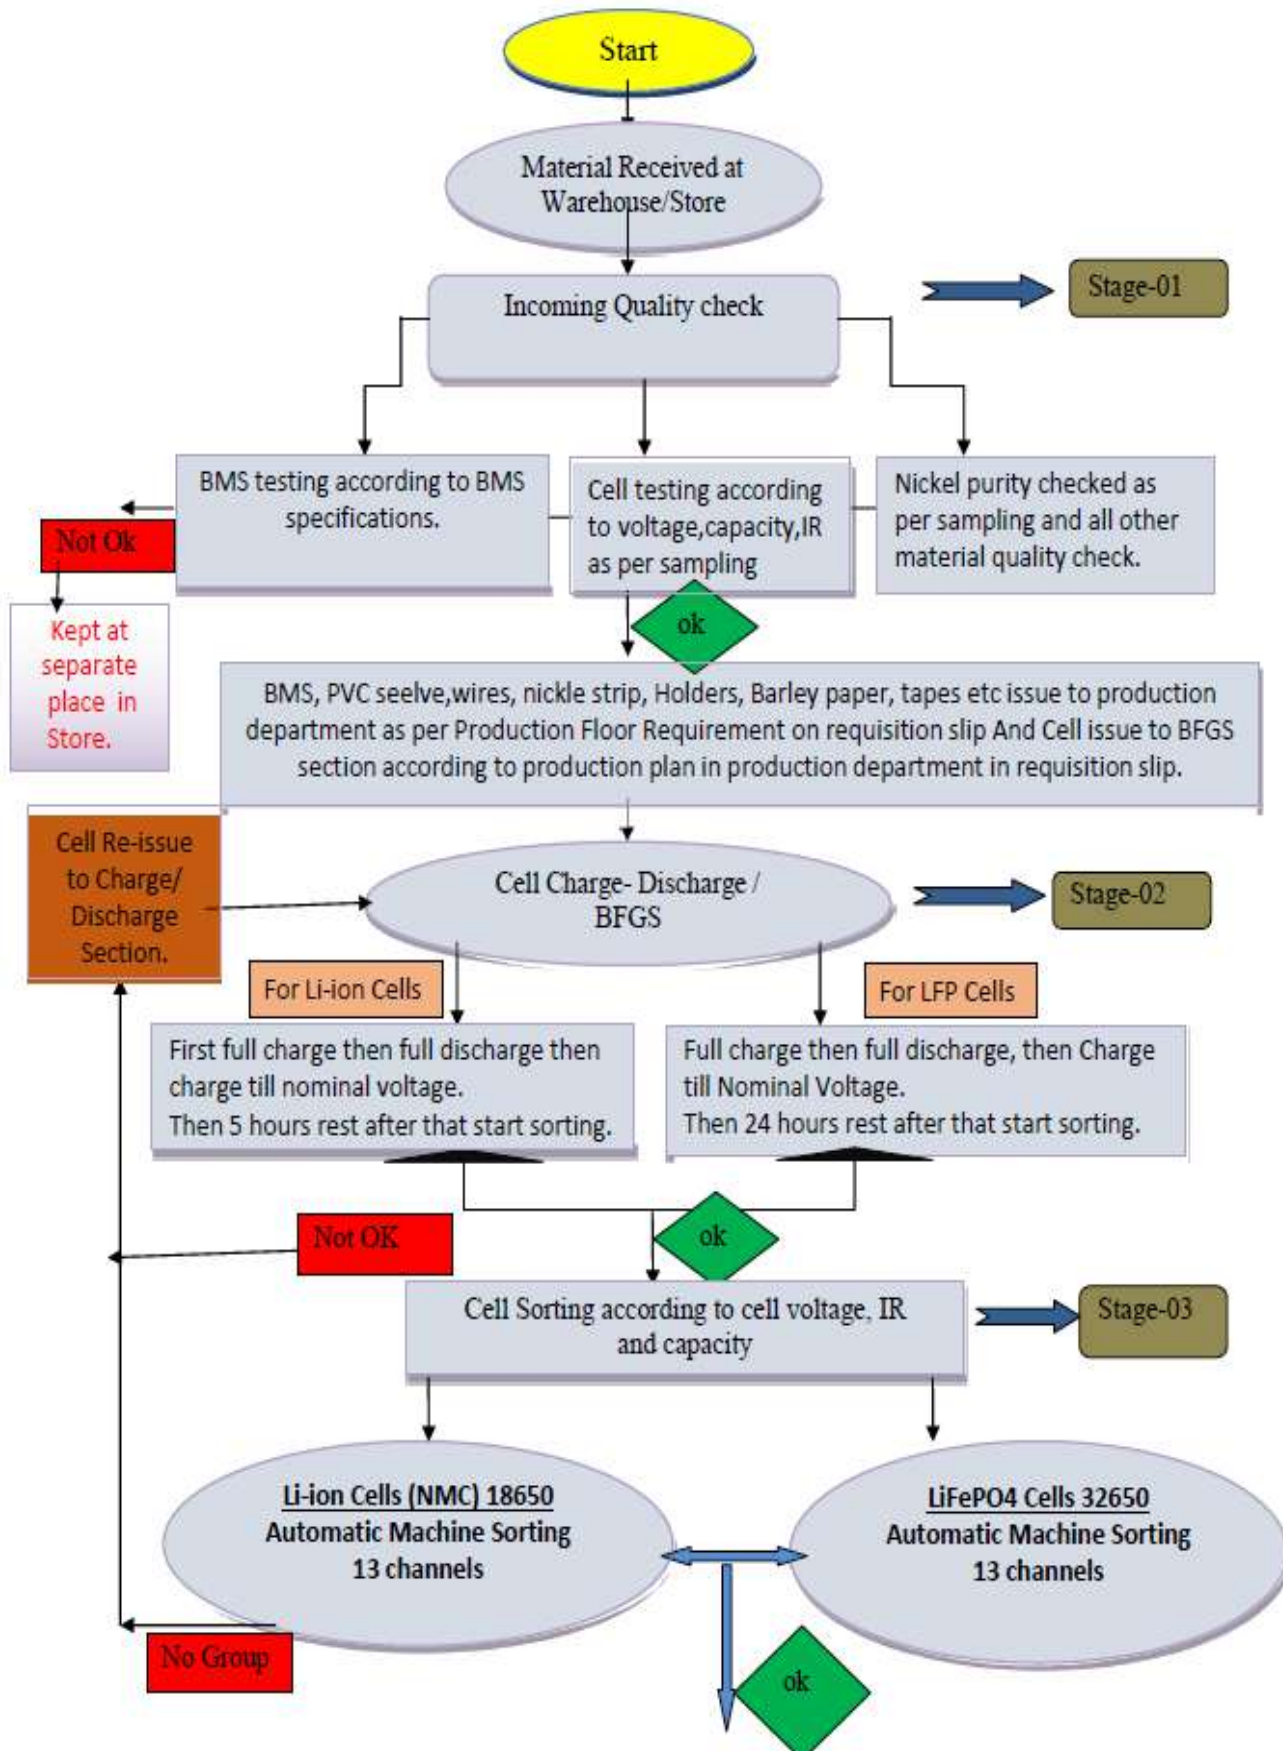 Start
Material Received at
Warehouse/Store
Incoming Quality check
Stage-01
BMS testing according to BMS
specifications.
Cell testing according
to voltage,capacity,IR
as per sampling
Nickel purity checked as
per sampling and all other
material quality check.
Not Ok
Kept at
separate
place in
Store.
ok
BMS, PVC seelve,wires, nickle strip, Holders, Barley paper, tapes etc issue to production
department as per Production Floor Requirement on requisition slip And Cell issue to BFGS
section according to production plan in production department in requisition slip.
Cell Re-issue
to Charge/
Discharge
Section.
Cell Charge- Discharge /
BFGS
Stage-02
For Li-ion Cells
For LFP Cells
First full charge then full discharge then
charge till nominal voltage.
Then 5 hours rest after that start sorting.
Full charge then full discharge, then Charge
till Nominal Voltage.
Then 24 hours rest after that start sorting.
Not OK
ok
Cell Sorting according to cell voltage, IR
and capacity
Stage-03
Li-ion Cells (NMC) 18650
Automatic Machine Sorting
13 channels
LiFePO4 Cells 32650
Automatic Machine Sorting
13 channels
No Group
ok